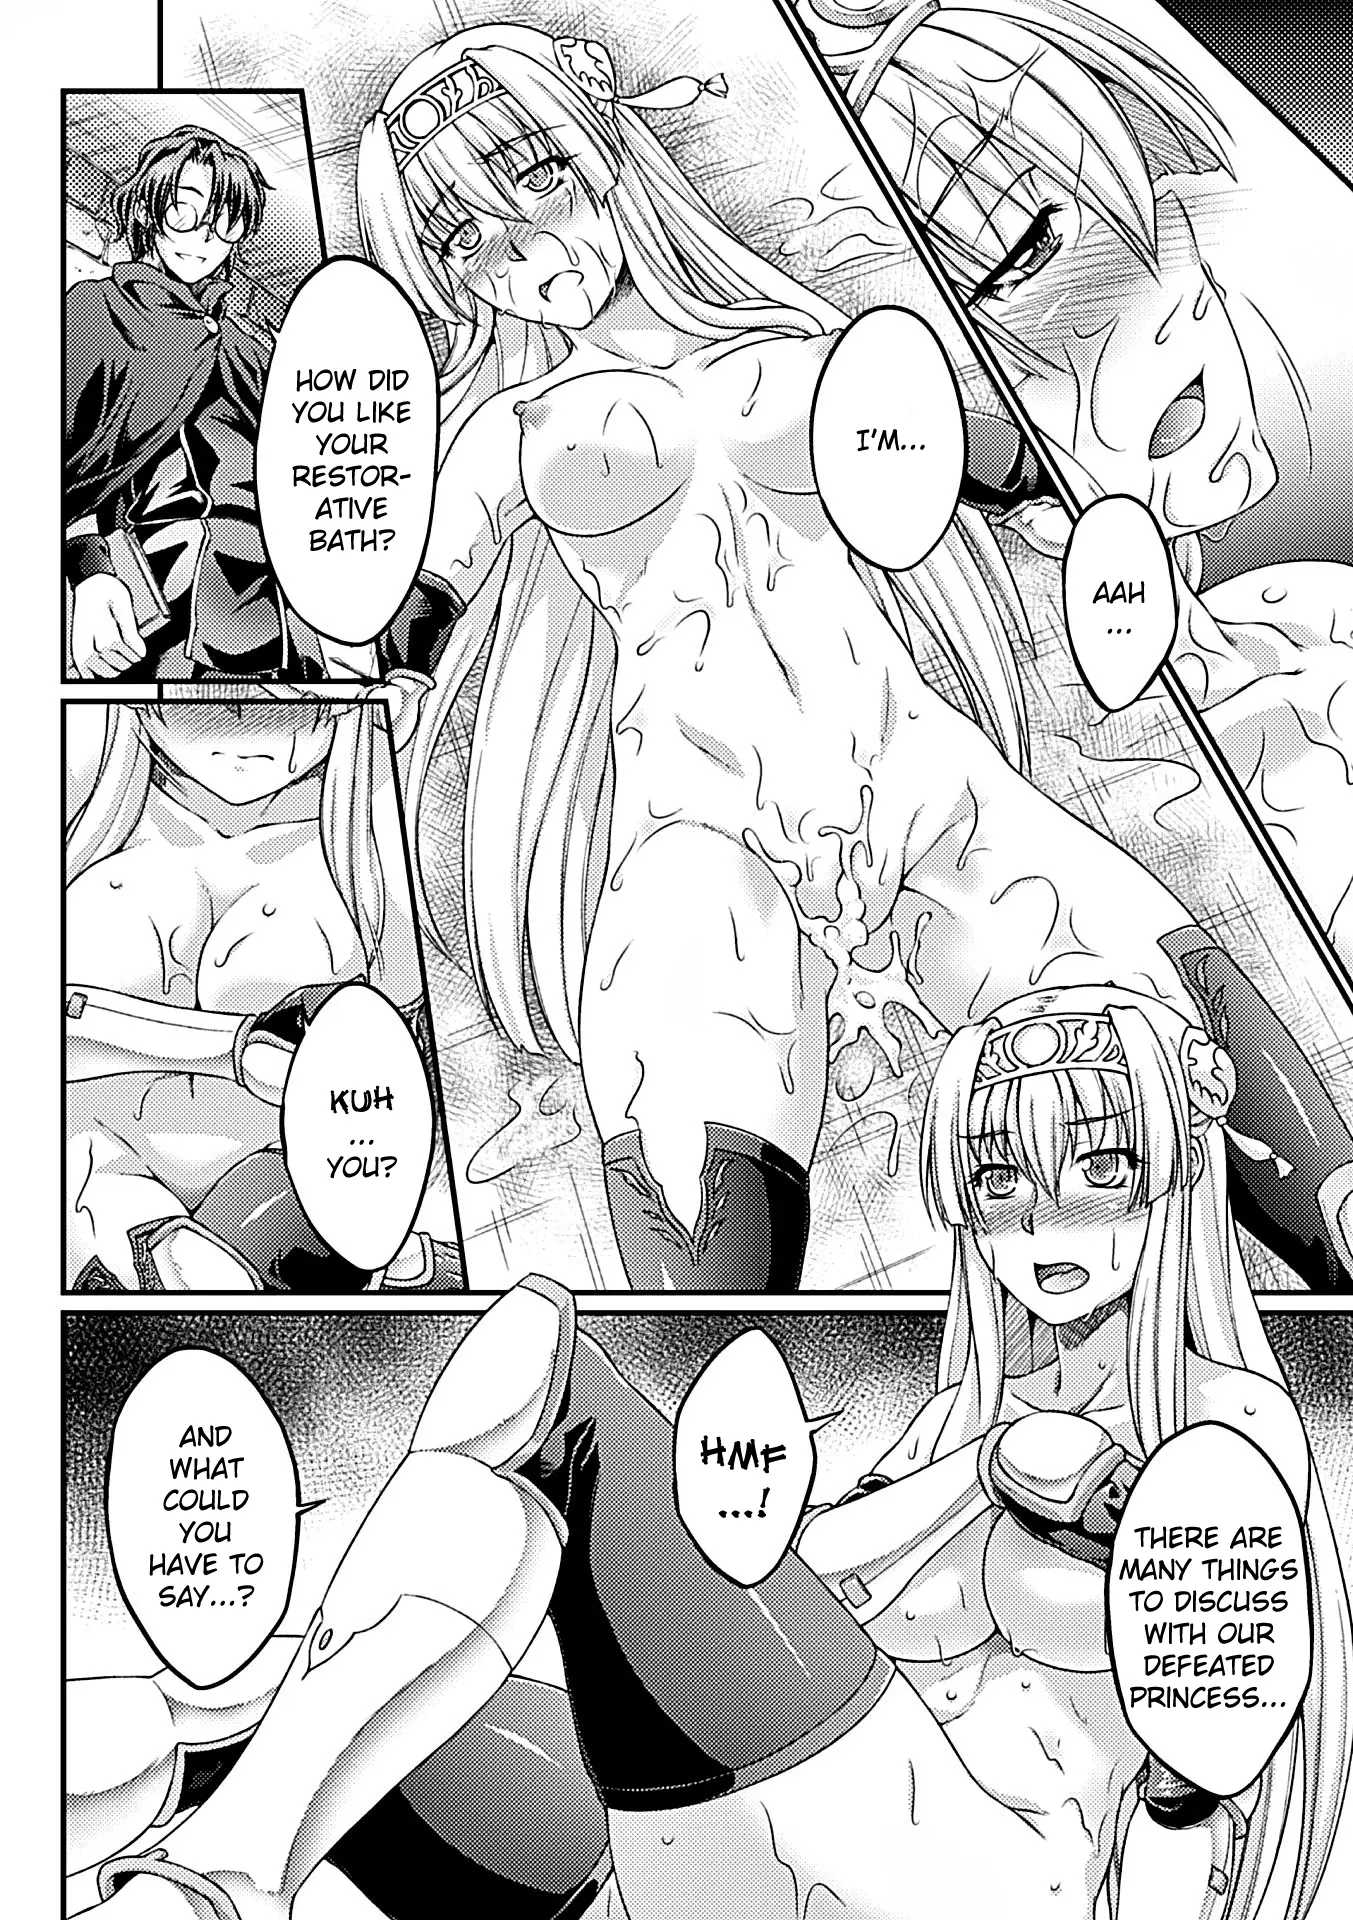 AAH
...
I'M...
HOW DID
YOU LIKE
YOUR
RESTOR-
ATIVE
BATH?
KUH
...
YOU?
THERE ARE
MANY THINGS
TO DISCUSS
WITH OUR
DEFEATED
PRINCESS...
HMF
...!
AND
WHAT
COULD
YOU
HAVE TO
SAY...?